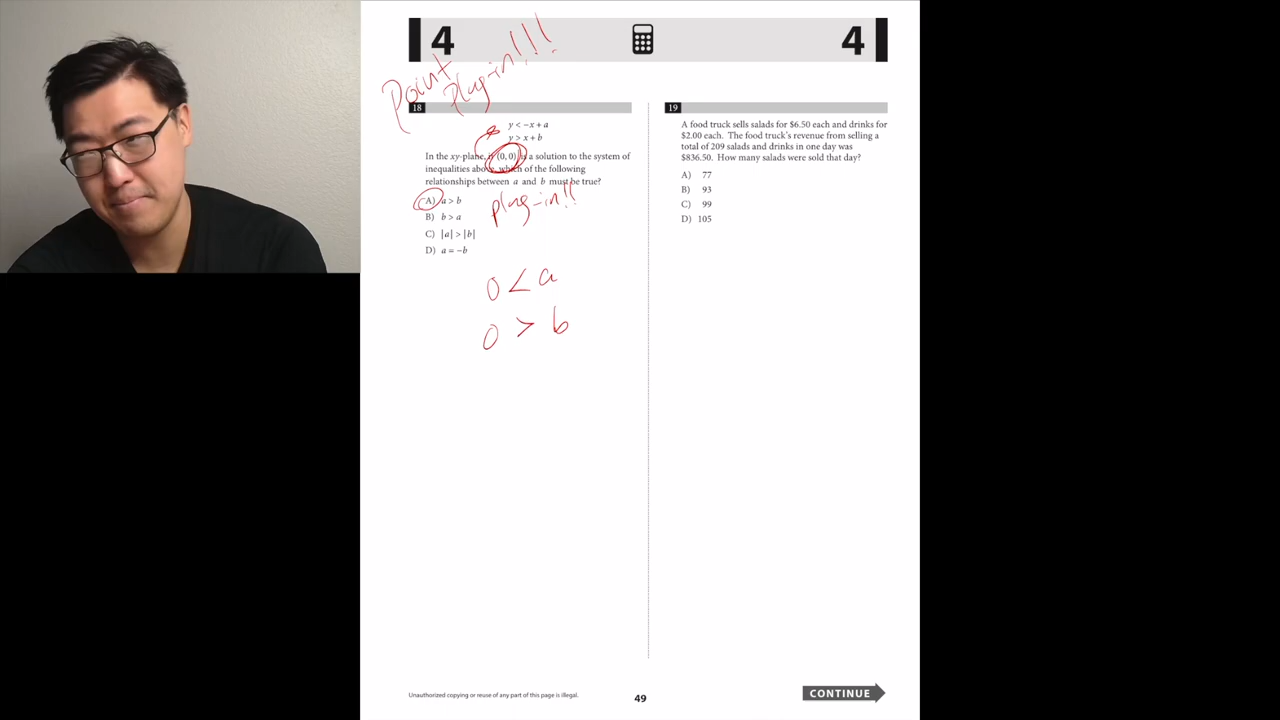 4 4
Point
Plug-in!!!
18
y < −x + a
y > x + b
In the xy-plane, if (0, 0) is a solution to the system of
inequalities above, which of the following
relationships between a and b must be true?
A) a > b
B) b > a
C) |a| > |b|
D) a = −b
plug-in!!
0 < a
0 > b
19
A food truck sells salads for $6.50 each and drinks for
$2.00 each. The food truck's revenue from selling a
total of 209 salads and drinks in one day was
$836.50. How many salads were sold that day?
A) 77
B) 93
C) 99
D) 105
Unauthorized copying or reuse of any part of this page is illegal.
49
CONTINUE